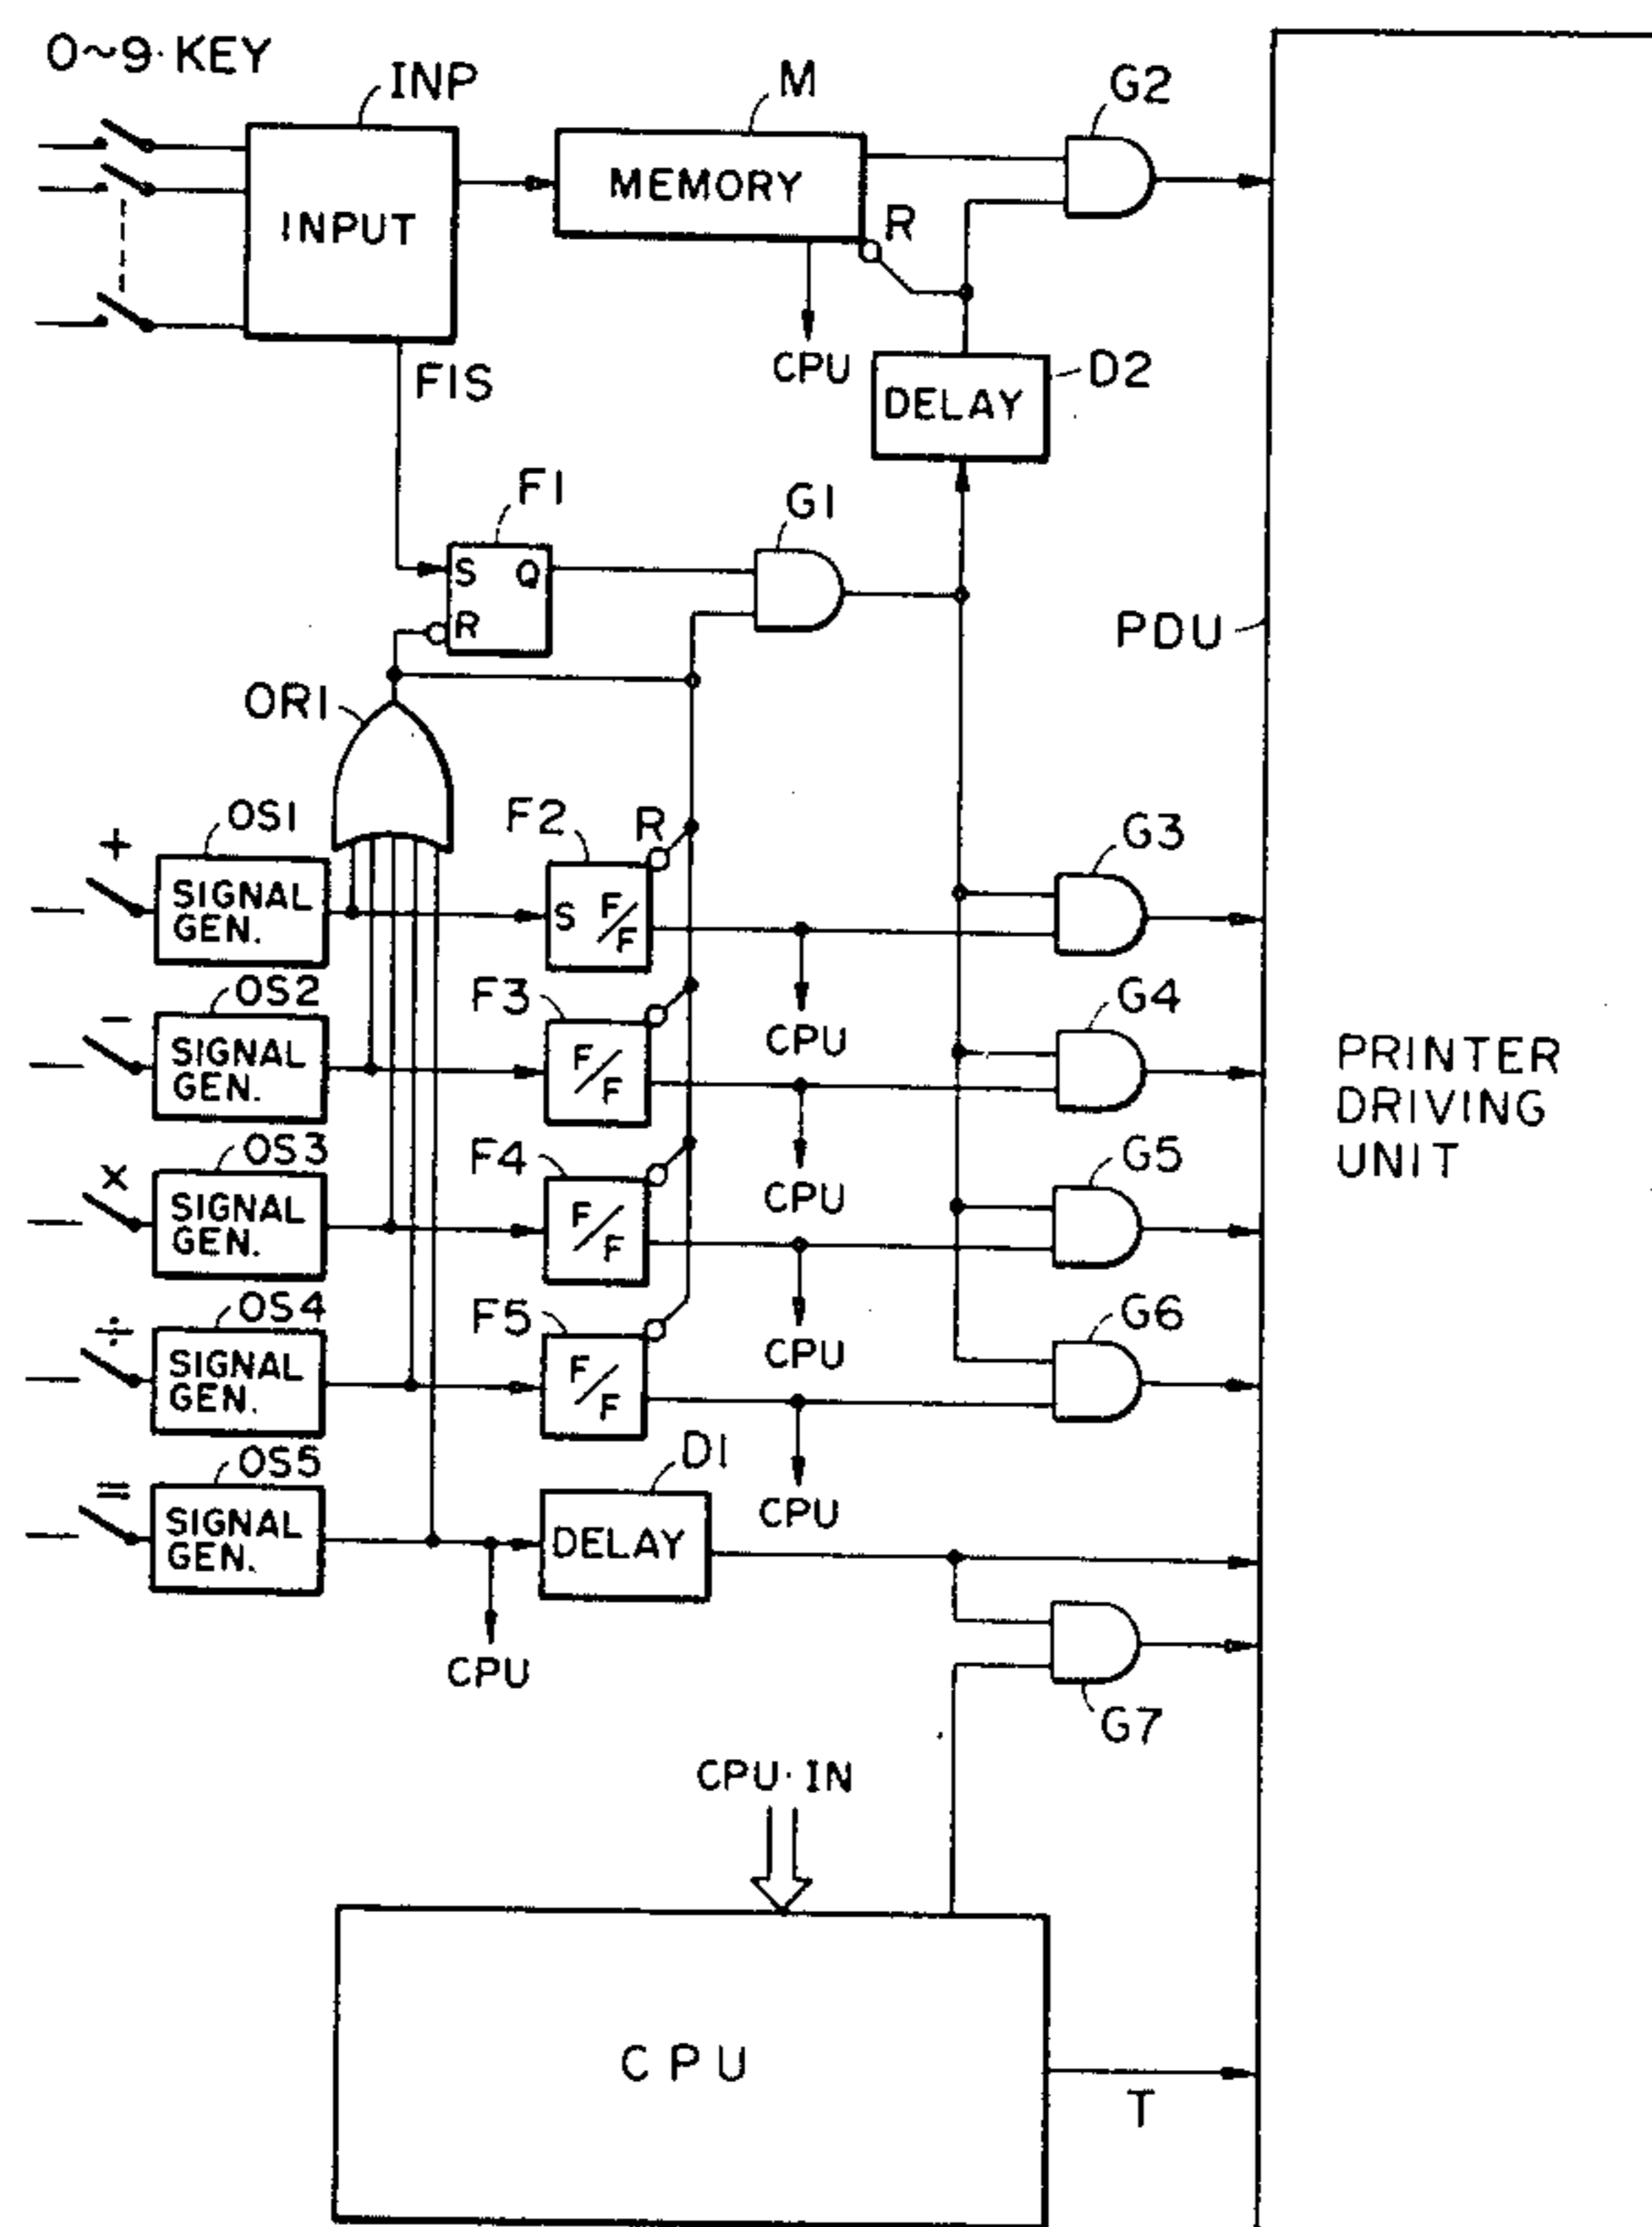 0~9·KEY
INP
M
G2
INPUT
MEMORY
R
CPU
FIS
DELAY
D2
F1
G1
S Q
R
PDU
OR1
+
OS1
SIGNAL
GEN.
F2
R
S F/F
CPU
G3
−
OS2
SIGNAL
GEN.
F3
F/F
CPU
G4
PRINTER
DRIVING
UNIT
×
OS3
SIGNAL
GEN.
F4
F/F
CPU
G5
÷
OS4
SIGNAL
GEN.
F5
F/F
CPU
G6
=
OS5
SIGNAL
GEN.
D1
DELAY
CPU
G7
CPU·IN
CPU
T